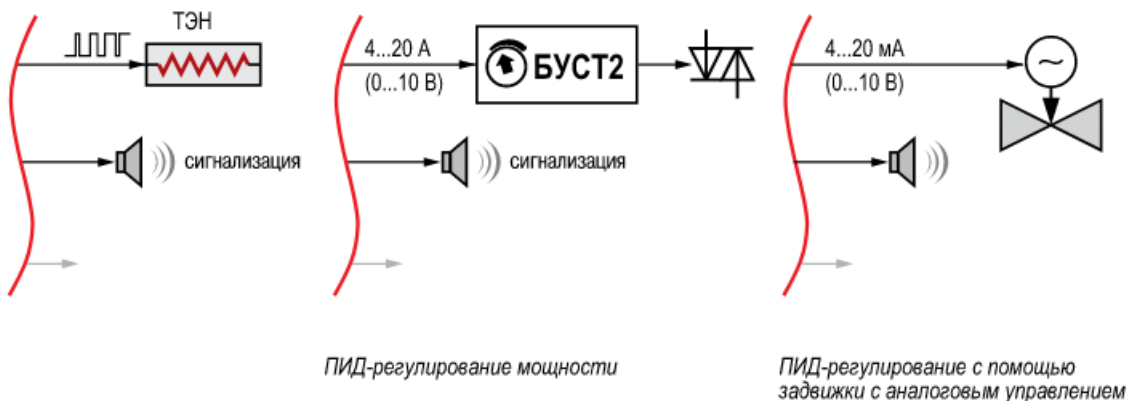 ТЭН
сигнализация
4...20 А
(0...10 В)
БУСТ2
сигнализация
4...20 мА
(0...10 В)
~
ПИД-регулирование мощности
ПИД-регулирование с помощью
задвижки с аналоговым управлением